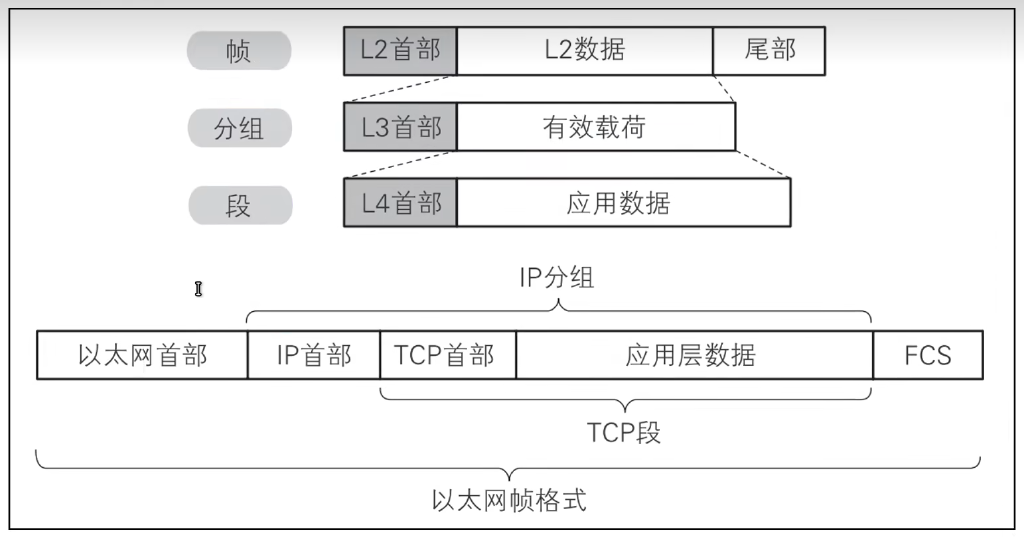 帧 L2首部 L2数据 尾部
分组 L3首部 有效载荷
段 L4首部 应用数据
IP分组
以太网首部 IP首部 TCP首部 应用层数据 FCS
TCP段
以太网帧格式